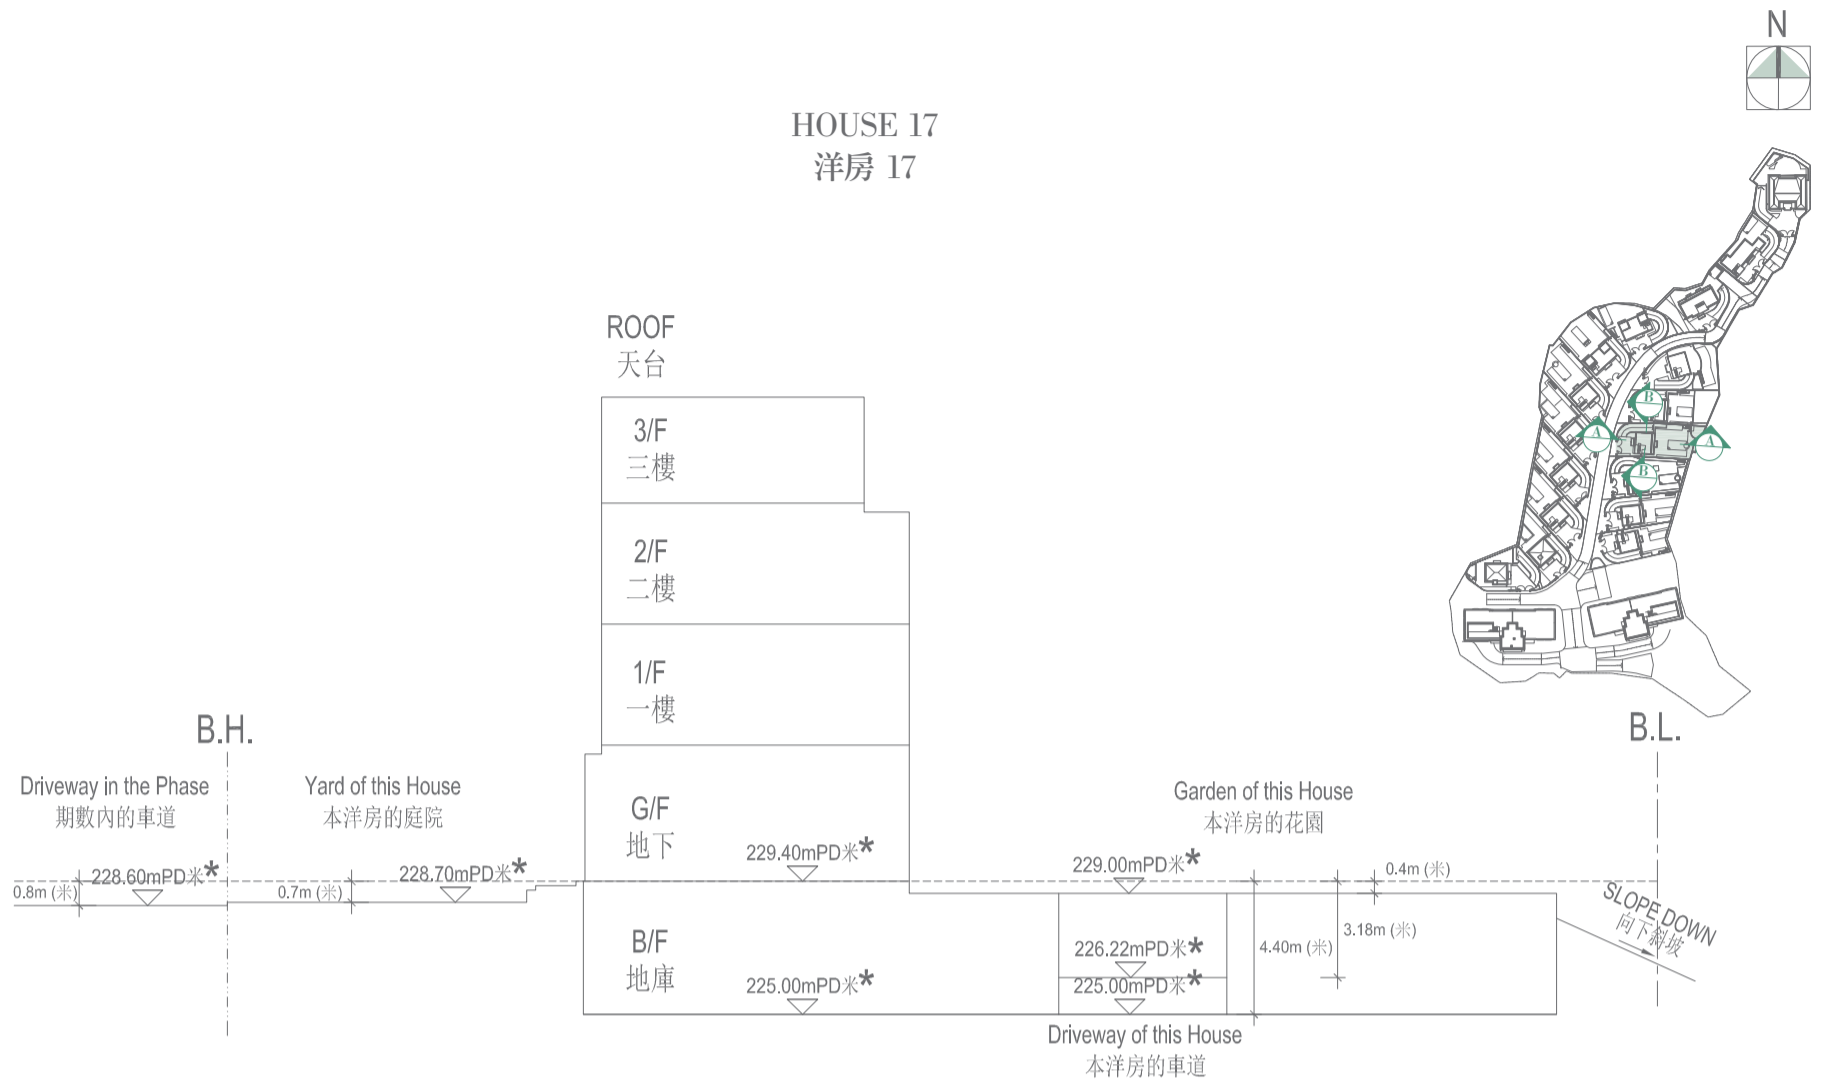 N
HOUSE 17
洋房 17
B
A
A
B
ROOF
天台
3/F
三樓
2/F
二樓
1/F
一樓
B.H.
B.L.
Driveway in the Phase
期數內的車道
Yard of this House
本洋房的庭院
G/F
地下
Garden of this House
本洋房的花園
228.60mPD米*
228.70mPD米*
229.40mPD米*
229.00mPD米*
0.8m (米)
0.7m (米)
0.4m (米)
SLOPE DOWN
向下斜坡
B/F
地庫
226.22mPD米*
4.40m (米)
3.18m (米)
225.00mPD米*
225.00mPD米*
Driveway of this House
本洋房的車道